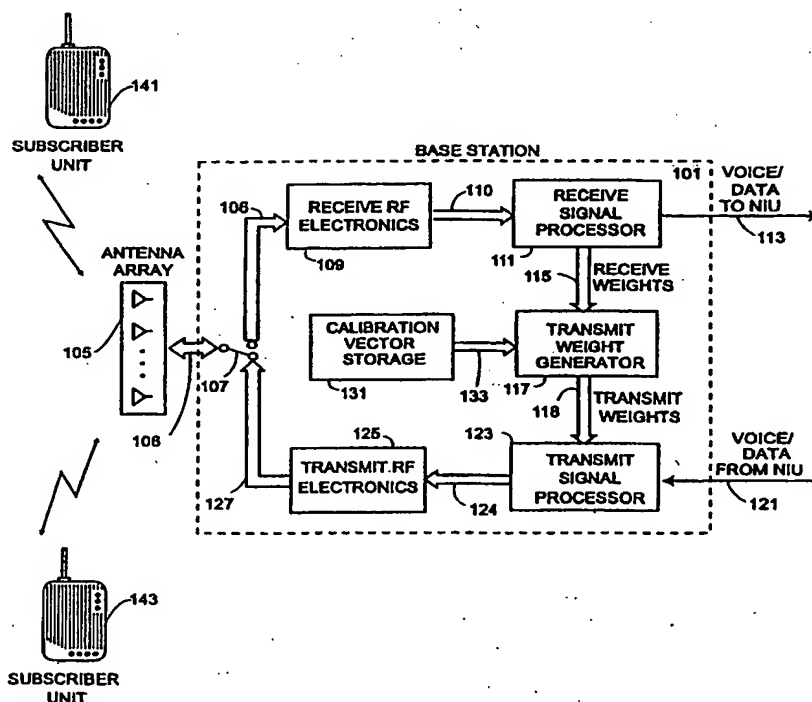 141
SUBSCRIBER
UNIT
BASE STATION
101
VOICE/
DATA
TO NIU
113
106
RECEIVE RF
ELECTRONICS
109
110
RECEIVE
SIGNAL
PROCESSOR
111
115
RECEIVE
WEIGHTS
ANTENNA
ARRAY
105
107
106
CALIBRATION
VECTOR
STORAGE
131
133
TRANSMIT
WEIGHT
GENERATOR
117
118
TRANSMIT
WEIGHTS
125
TRANSMIT.RF
ELECTRONICS
127
124
123
TRANSMIT
SIGNAL
PROCESSOR
VOICE/
DATA
FROM NIU
121
143
SUBSCRIBER
UNIT